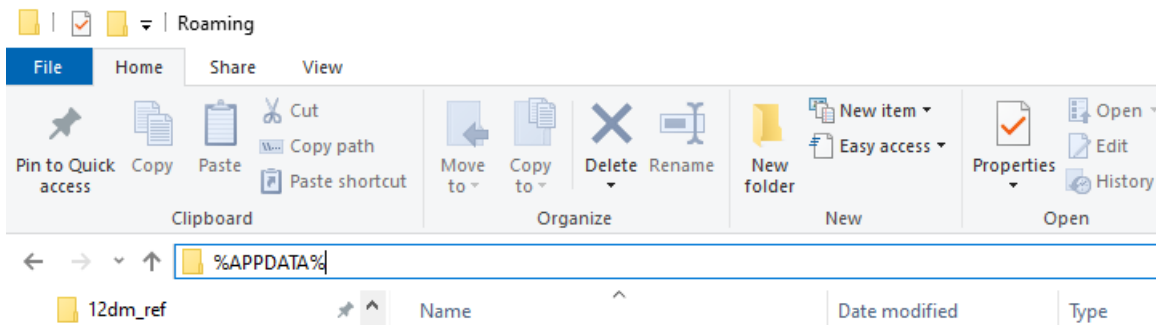 Roaming
File Home Share View
Pin to Quick access
Copy
Paste
Cut
Copy path
Paste shortcut
Clipboard
Move to
Copy to
Delete
Rename
Organize
New folder
New item
Easy access
New
Properties
Open
Edit
History
Open
%APPDATA%
12dm_ref
Name Date modified Type